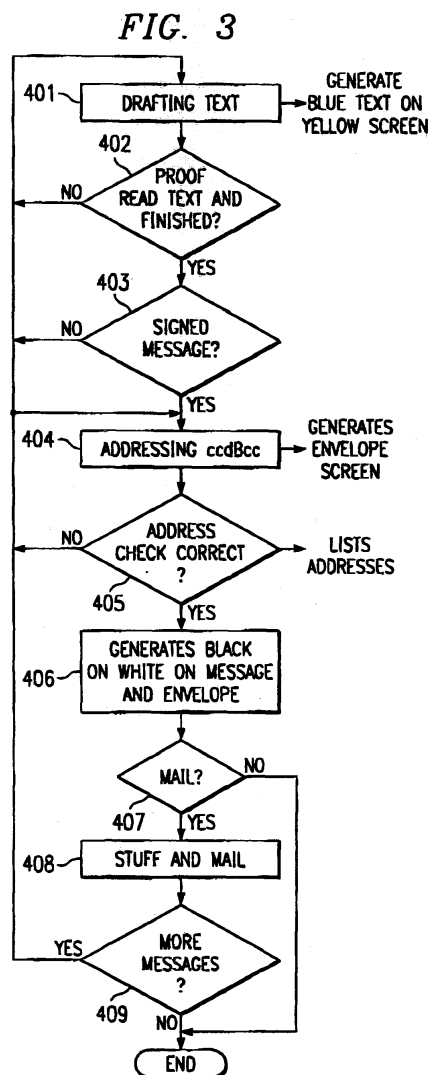 FIG. 3
401
DRAFTING TEXT
GENERATE
BLUE TEXT ON
YELLOW SCREEN
402
PROOF
READ TEXT AND
FINISHED?
NO
YES
403
SIGNED
MESSAGE?
NO
YES
404
ADDRESSING ccdBcc
GENERATES
ENVELOPE
SCREEN
ADDRESS
CHECK CORRECT
?
NO
LISTS
ADDRESSES
405
YES
406
GENERATES BLACK
ON WHITE ON MESSAGE
AND ENVELOPE
MAIL?
NO
407
YES
408
STUFF AND MAIL
YES
MORE
MESSAGES
?
409
NO
END